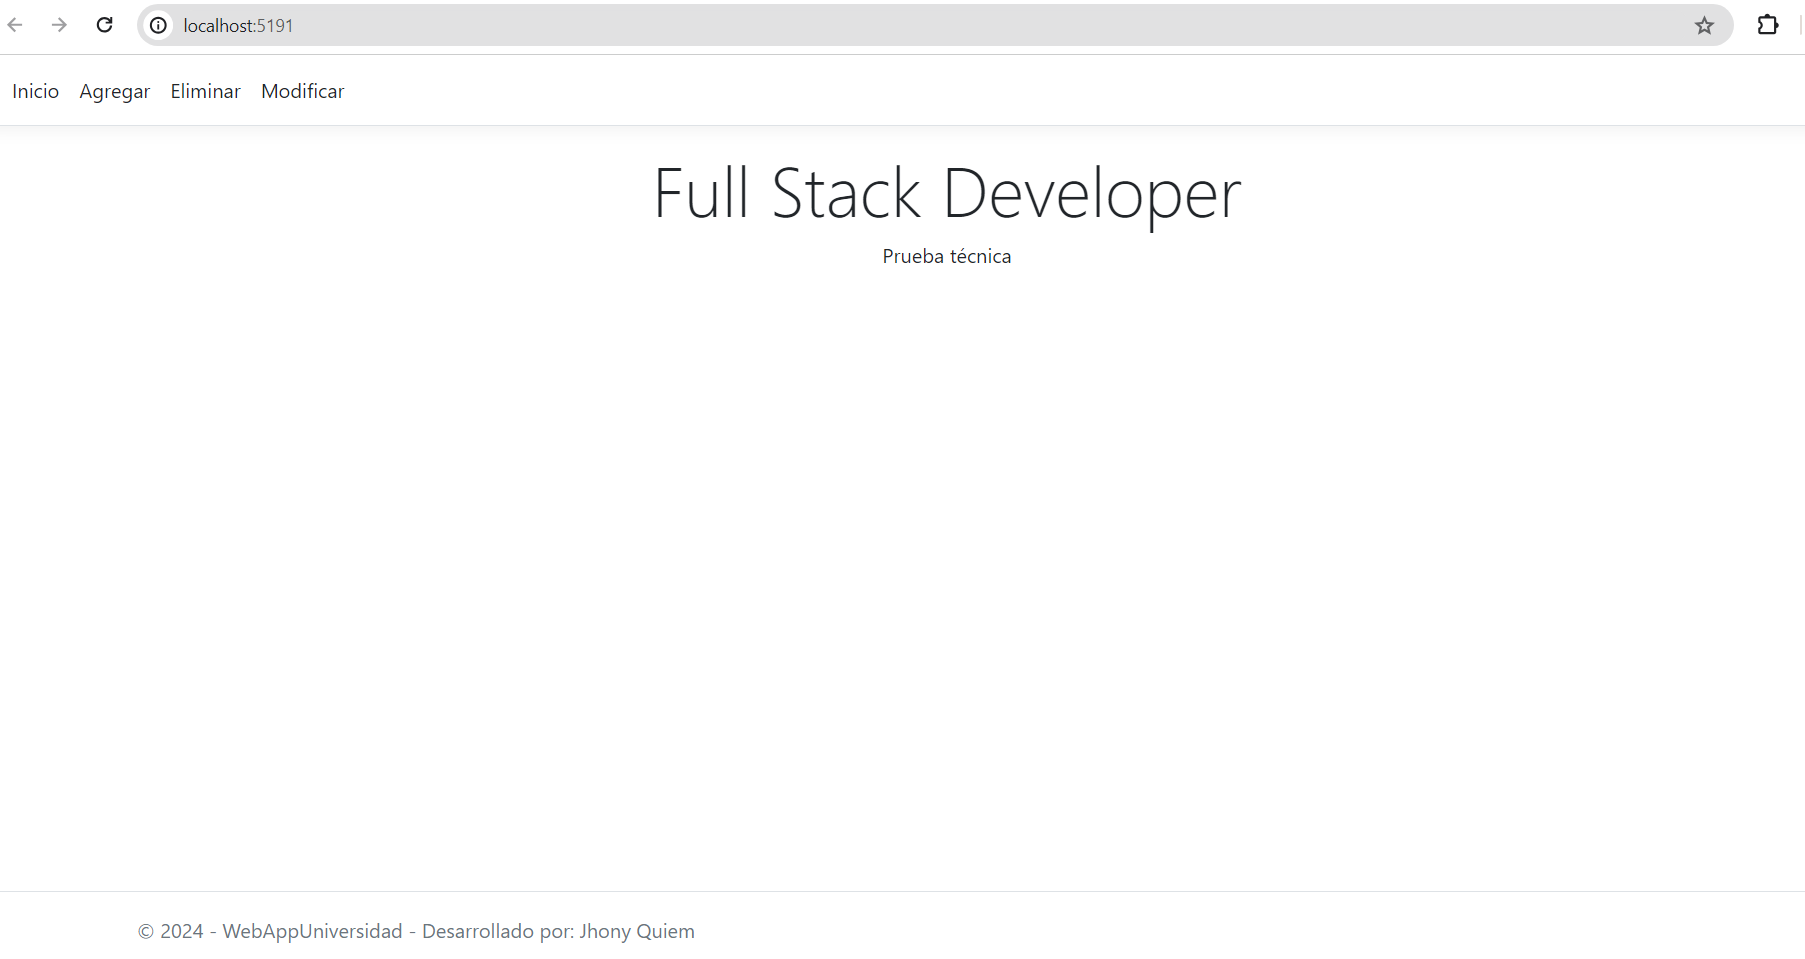 localhost:5191
Inicio Agregar Eliminar Modificar
Full Stack Developer
Prueba técnica
© 2024 - WebAppUniversidad - Desarrollado por: Jhony Quiem